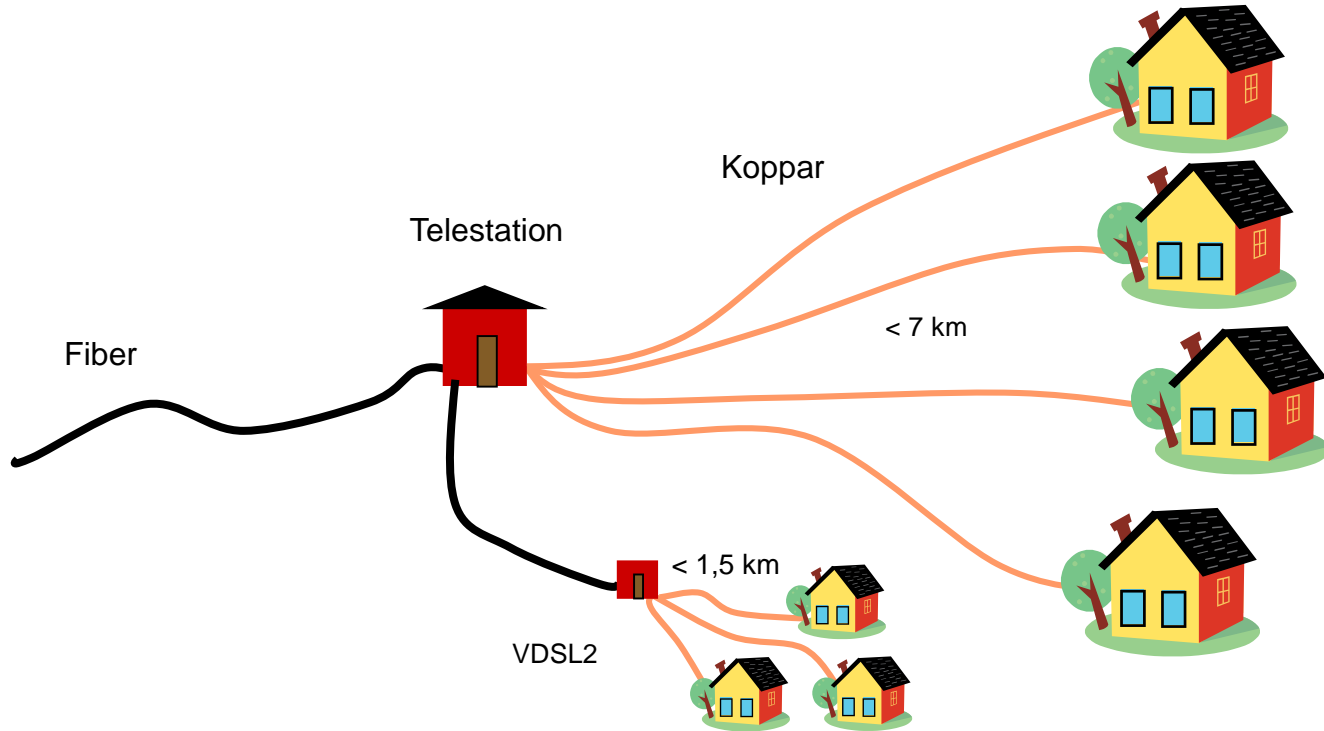 Koppar
Telestation
< 7 km
Fiber
< 1,5 km
VDSL2